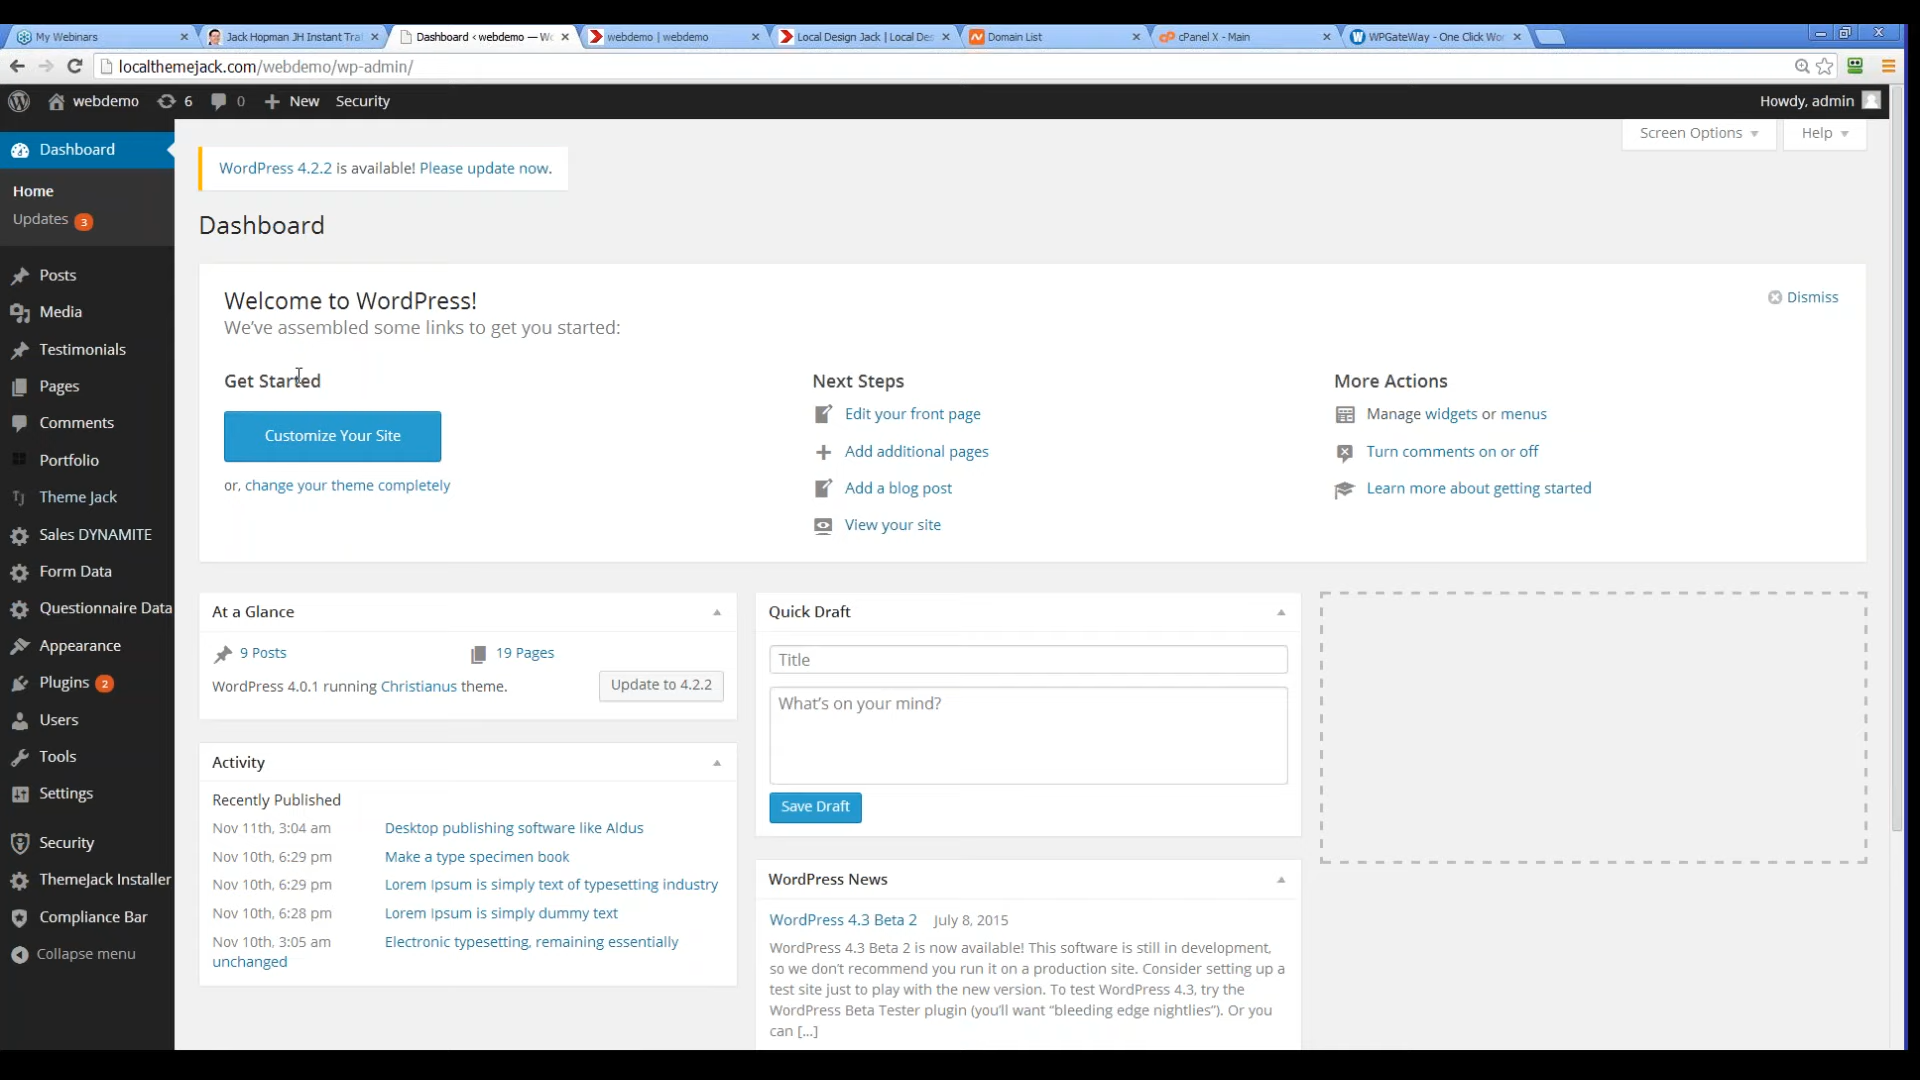 My Webinars
Jack Hopman JH Instant Trai
Dashboard ‹ webdemo — Wo
webdemo | webdemo
Local Design Jack | Local Des
Domain List
cPanel X - Main
WPGateWay - One Click Wor
localthemejack.com/webdemo/wp-admin/
webdemo 6 0 New Security
Howdy, admin
Screen Options
Help
Dashboard
Home
Updates 3
Posts
Media
Testimonials
Pages
Comments
Portfolio
Theme Jack
Sales DYNAMITE
Form Data
Questionnaire Data
Appearance
Plugins 2
Users
Tools
Settings
Security
ThemeJack Installer
Compliance Bar
Collapse menu
WordPress 4.2.2 is available! Please update now.
Dashboard
Welcome to WordPress!
We've assembled some links to get you started:
Dismiss
Get Started
Customize Your Site
or, change your theme completely
Next Steps
Edit your front page
Add additional pages
Add a blog post
View your site
More Actions
Manage widgets or menus
Turn comments on or off
Learn more about getting started
At a Glance
9 Posts
19 Pages
WordPress 4.0.1 running Christianus theme.
Update to 4.2.2
Activity
Recently Published
Nov 11th, 3:04 am Desktop publishing software like Aldus
Nov 10th, 6:29 pm Make a type specimen book
Nov 10th, 6:29 pm Lorem Ipsum is simply text of typesetting industry
Nov 10th, 6:28 pm Lorem Ipsum is simply dummy text
Nov 10th, 3:05 am Electronic typesetting, remaining essentially
unchanged
Quick Draft
Title
What's on your mind?
Save Draft
WordPress News
WordPress 4.3 Beta 2 July 8, 2015
WordPress 4.3 Beta 2 is now available! This software is still in development,
so we don't recommend you run it on a production site. Consider setting up a
test site just to play with the new version. To test WordPress 4.3, try the
WordPress Beta Tester plugin (you'll want "bleeding edge nightlies"). Or you
can [...]